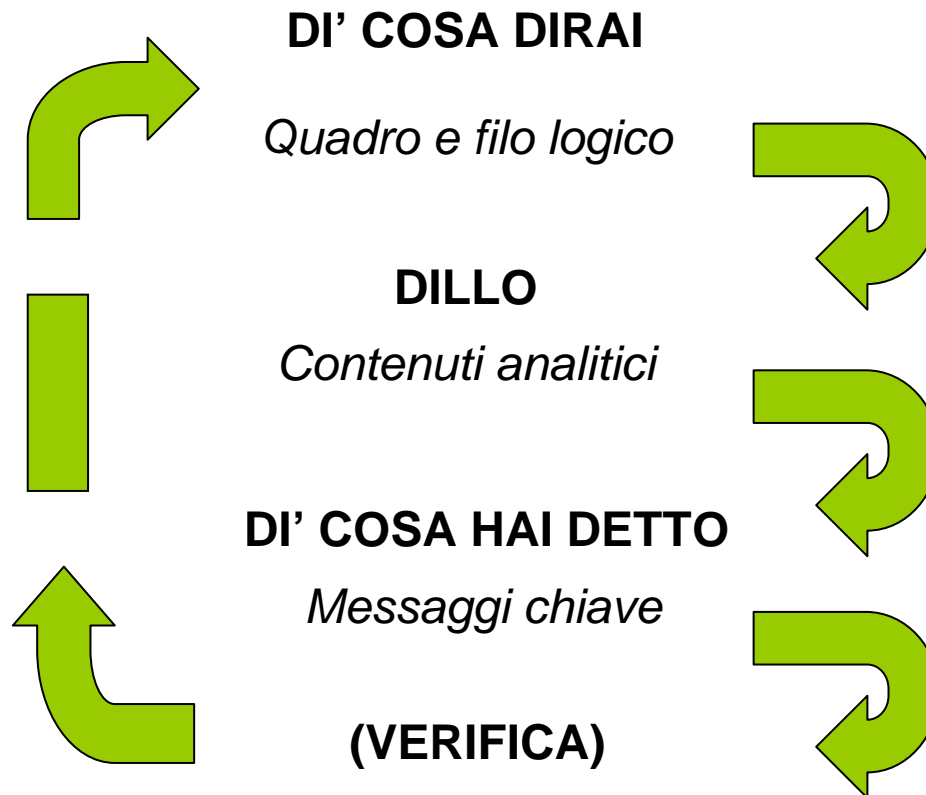 DI’ COSA DIRAI
Quadro e filo logico
DILLO
Contenuti analitici
DI’ COSA HAI DETTO
Messaggi chiave
(VERIFICA)